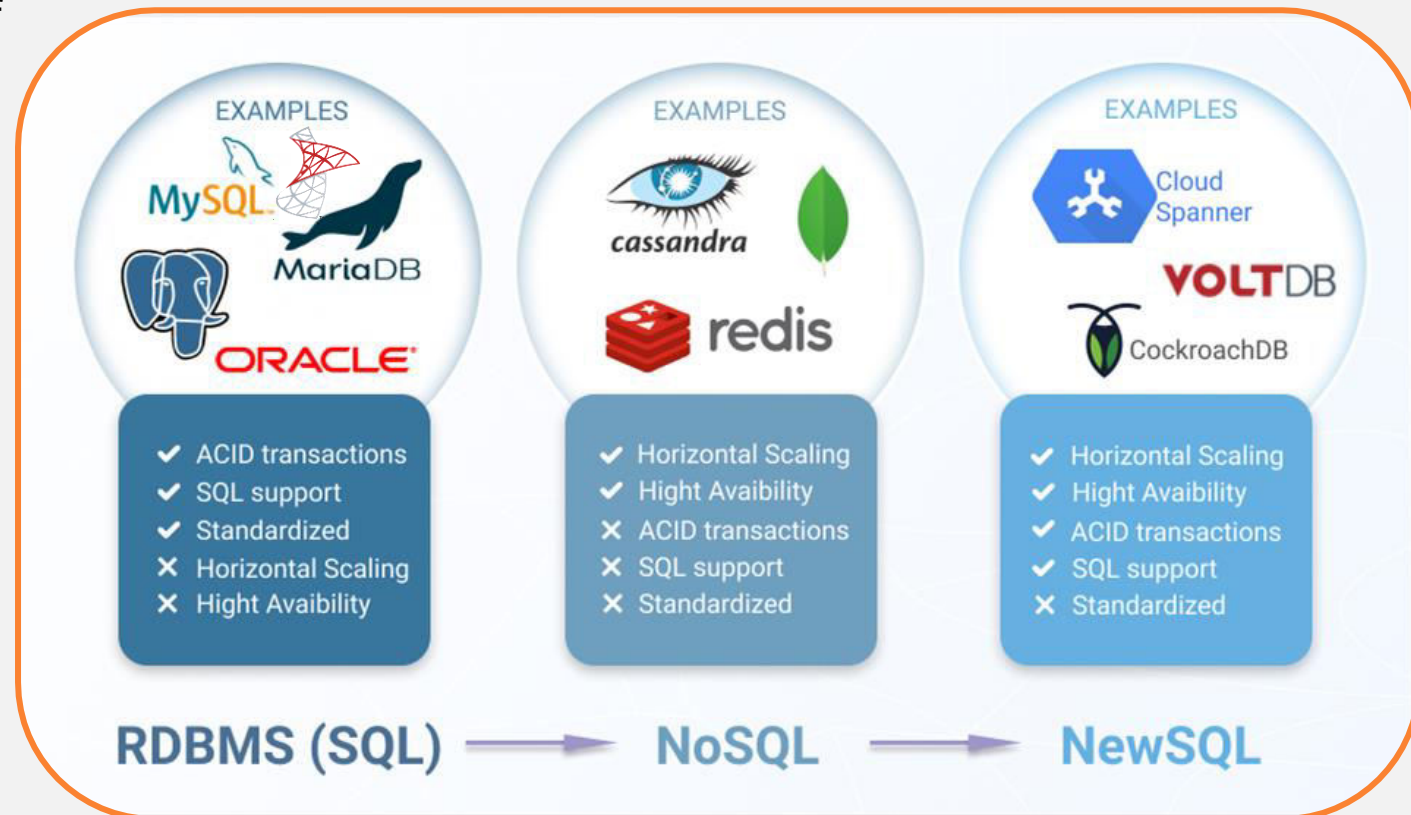 EXAMPLES
MySQL
MariaDB
ORACLE
ACID transactions
SQL support
Standardized
Horizontal Scaling
Hight Avaibility
RDBMS (SQL)
EXAMPLES
cassandra
redis
Horizontal Scaling
Hight Avaibility
ACID transactions
SQL support
Standardized
NoSQL
EXAMPLES
Cloud
Spanner
VOLTDB
CockroachDB
Horizontal Scaling
Hight Avaibility
ACID transactions
SQL support
Standardized
NewSQL